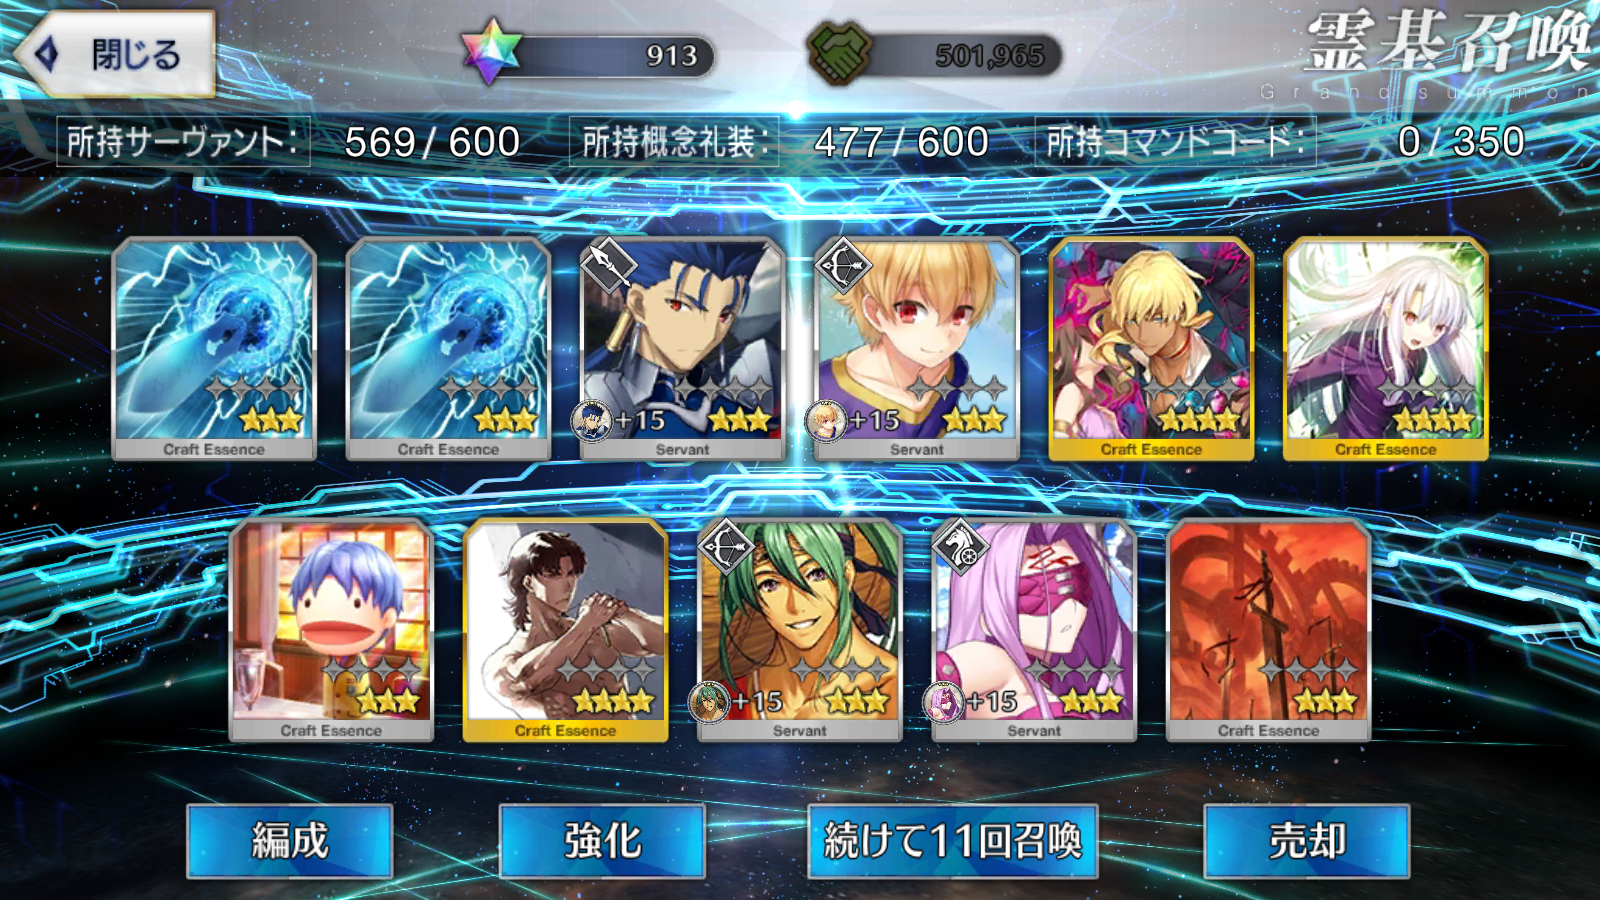 閉じる
913
501,965
霊基召喚
Grand summon
所持サーヴァント: 569 / 600
所持概念礼装: 477 / 600
所持コマンドコード: 0 / 350
Craft Essence
Craft Essence
+15
Servant
+15
Servant
Craft Essence
Craft Essence
Craft Essence
Craft Essence
+15
Servant
+15
Servant
Craft Essence
編成
強化
続けて11回召喚
売却